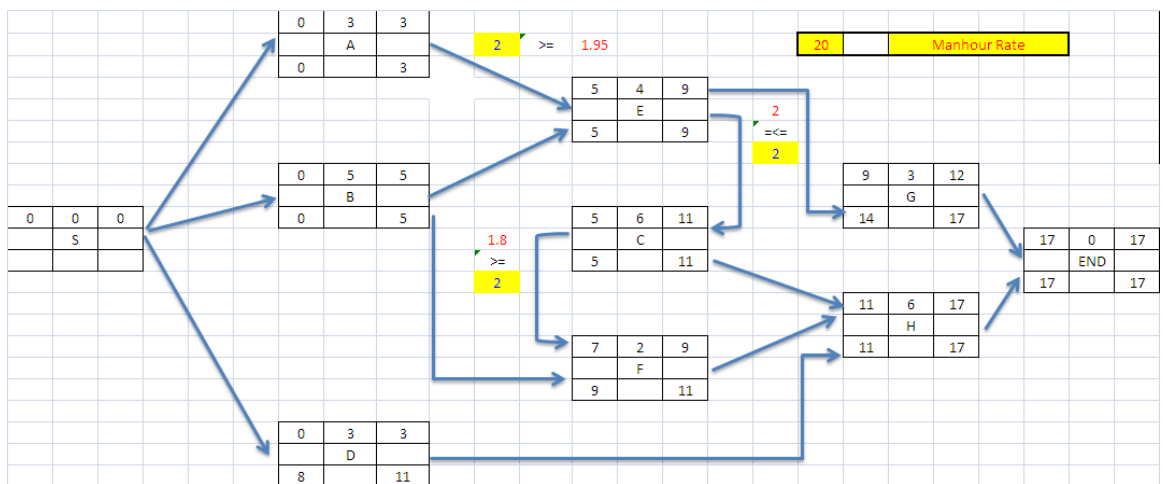 0 3 3
A
2 >= 1.95
20 Manhour Rate
0 3
5 4 9
E
2
=<=
5 9
2
0 5 5
B
9 3 12
G
0 0 0
0 5
5 6 11
14 17
S
C
1.8
17 0 17
>=
5 11
END
2
17 17
11 6 17
H
7 2 9
11 17
F
9 11
0 3 3
D
8 11